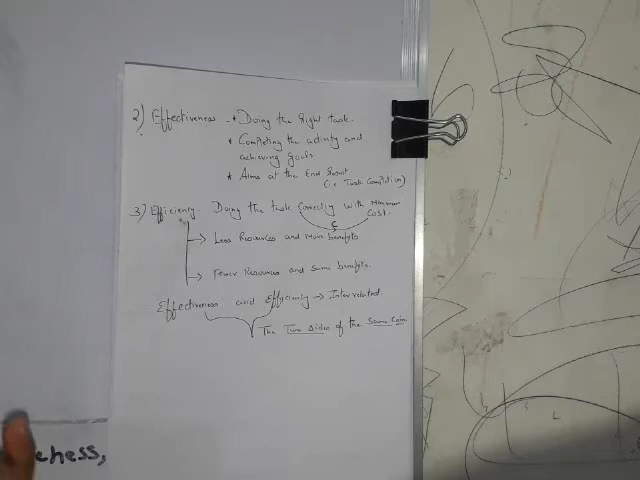 2) Effectiveness → * Doing the Right task.
* Completing the activity and
achieving goals
* Aims at the End Result.
(i.e Task Completion)
3) Efficiency. Doing the task Correctly with Minimum
Cost.
→ Less Resources and More benefits
→ Fewer Resources and Same benefits.
Effectiveness and Efficiency → Interrelated
The Two Sides of the Same Coin
chess,